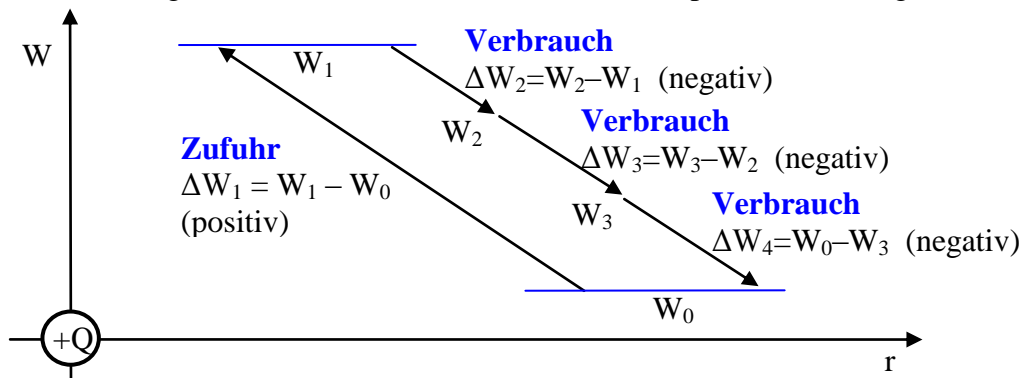 W
W₁
Verbrauch
ΔW₂=W₂–W₁ (negativ)
W₂
Verbrauch
ΔW₃=W₃–W₂ (negativ)
Zufuhr
ΔW₁ = W₁ – W₀
(positiv)
W₃
Verbrauch
ΔW₄=W₀–W₃ (negativ)
W₀
+Q
r